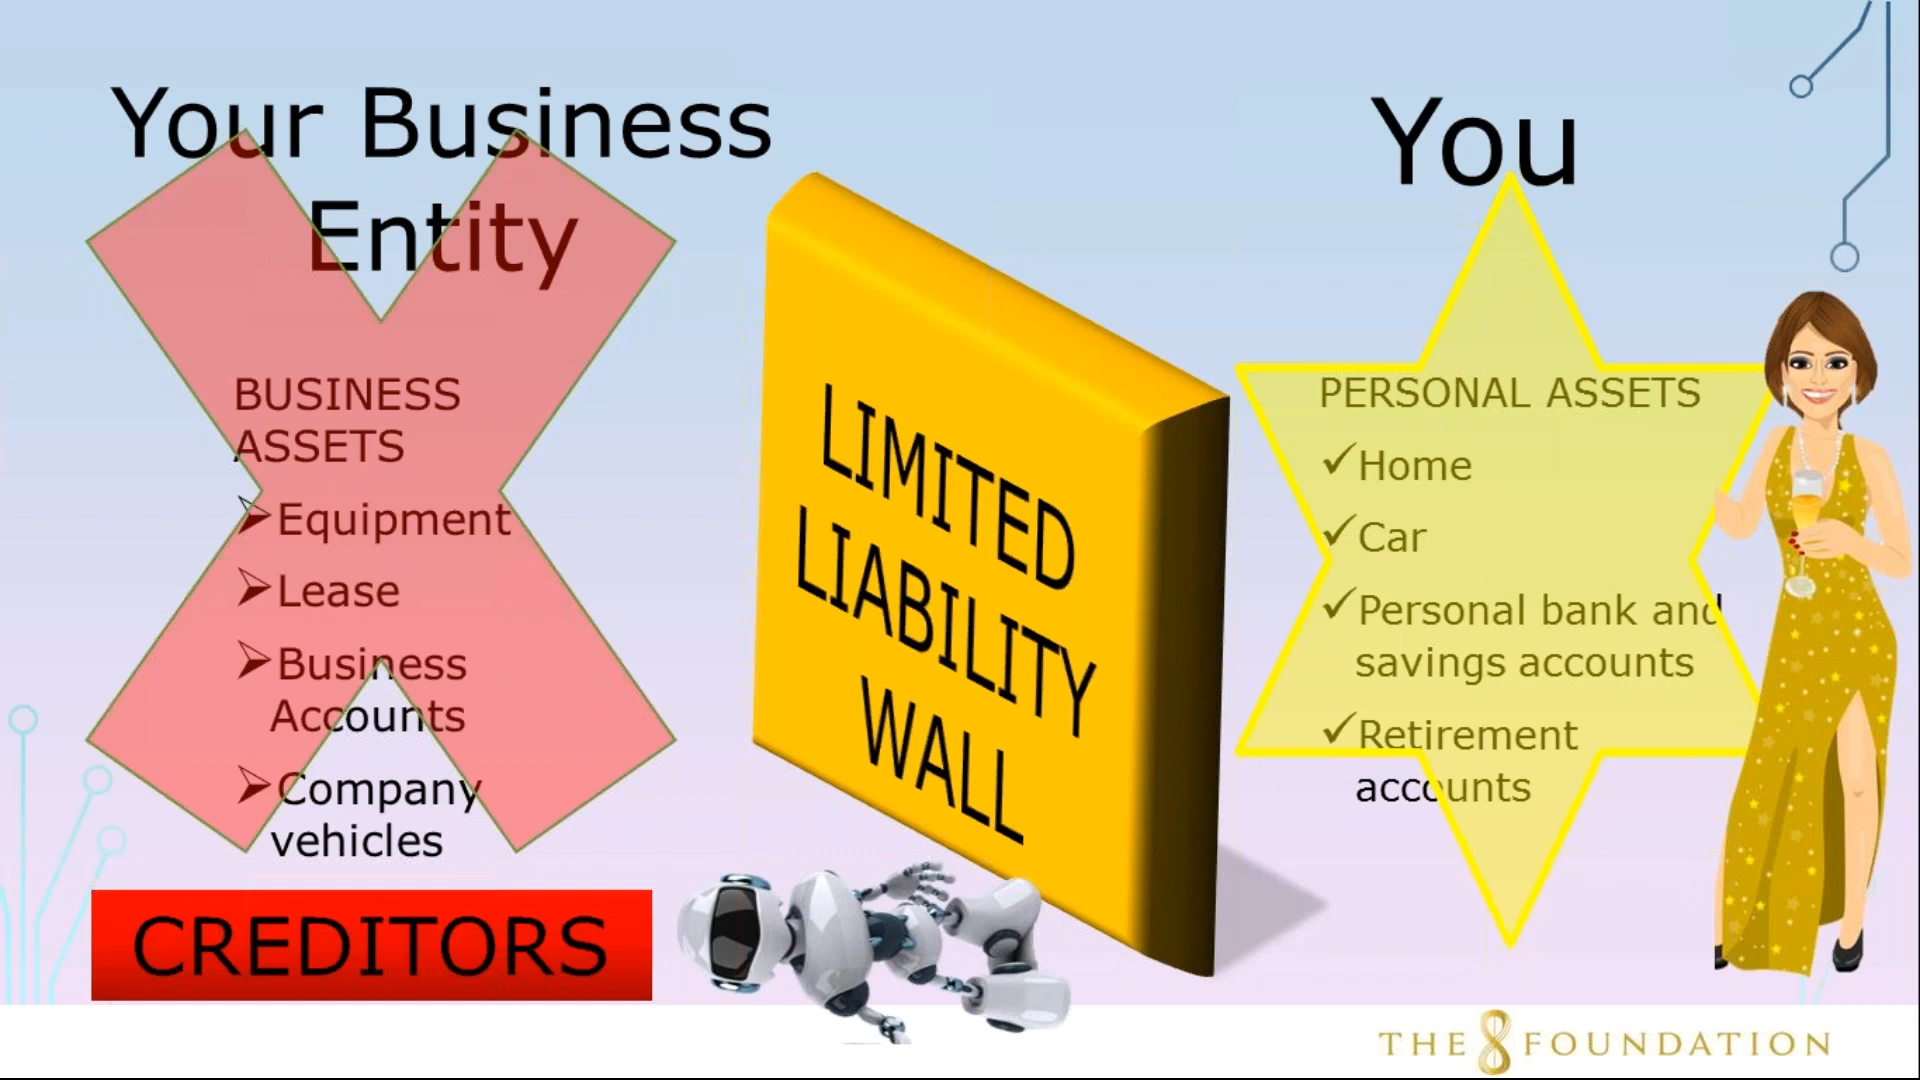 Your Business
Entity
BUSINESS
ASSETS
Equipment
Lease
Business
Accounts
Company
vehicles
CREDITORS
LIMITED
LIABILITY
WALL
You
PERSONAL ASSETS
Home
Car
Personal bank and
savings accounts
Retirement
accounts
THE 8 FOUNDATION